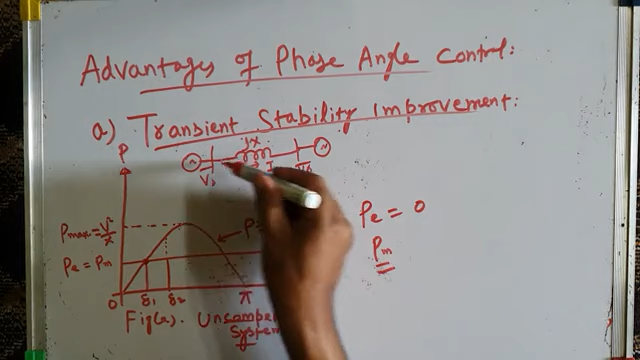 Advantages of Phase Angle Control:
a) Transient Stability Improvement:
jX
P
I
Pmax = V²/X
P =
Pe = 0
Pe = Pm
Pm
0 δ1 δ2 π
Fig(a). Uncompe
System